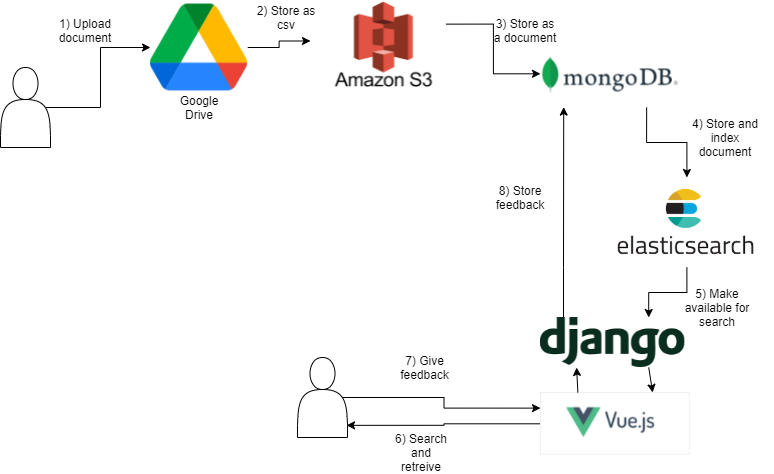 1) Upload
document
Google
Drive
2) Store as
csv
Amazon S3
3) Store as
a document
mongoDB.
4) Store and
index
document
elasticsearch
5) Make
available for
search
django
8) Store
feedback
7) Give
feedback
Vue.js
6) Search
and
retreive